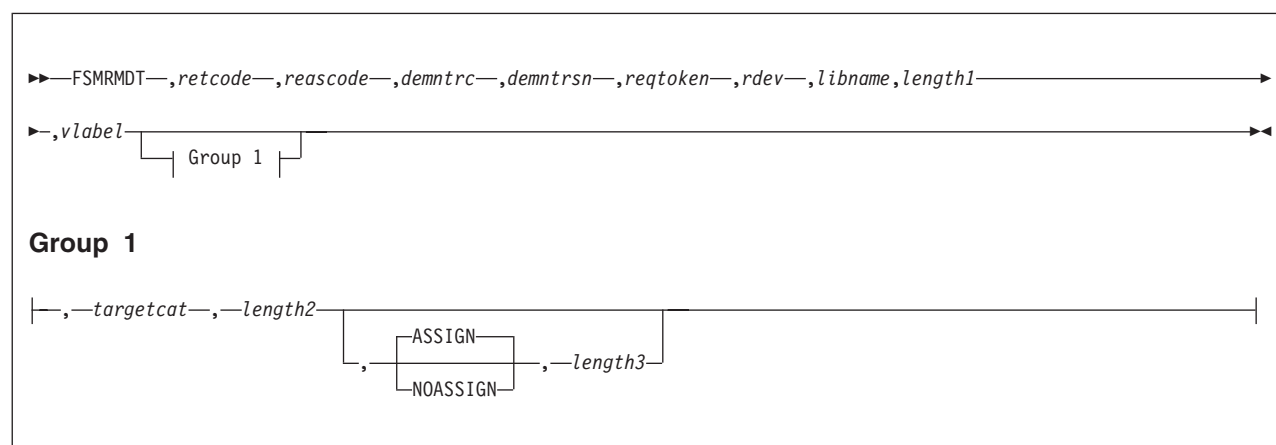 FSMRMDT ,retcode ,reascode ,demntrc ,demntrsn ,reqtoken ,rdev ,libname,length1
,vlabel
Group 1
Group 1
, targetcat , length2
ASSIGN
, , length3
NOASSIGN